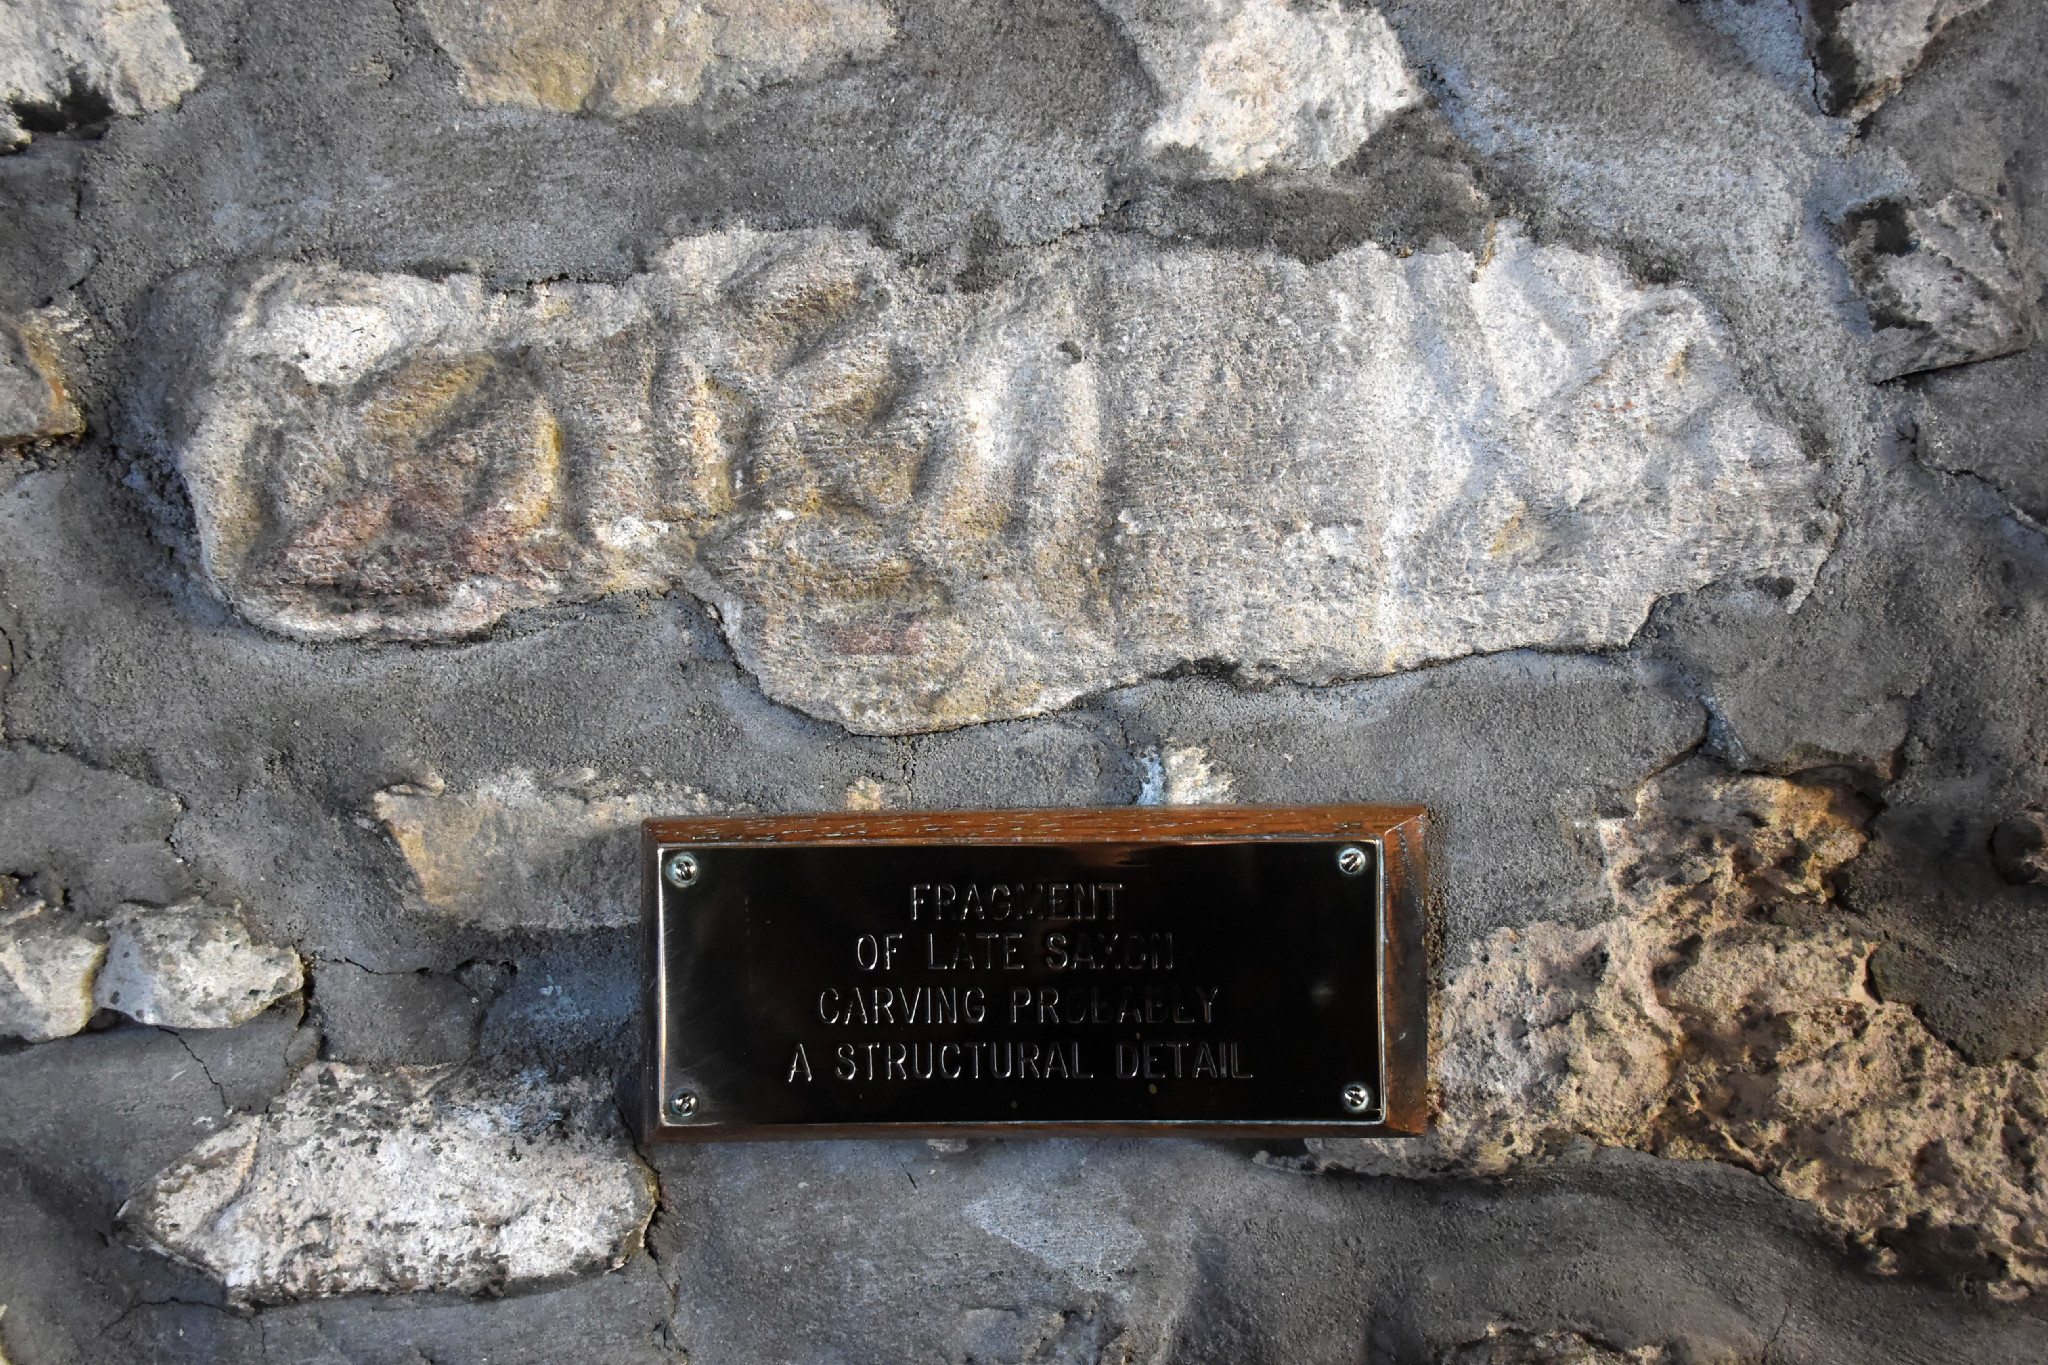 FRAGMENT
OF LATE SAXON
CARVING PROBABLY
A STRUCTURAL DETAIL